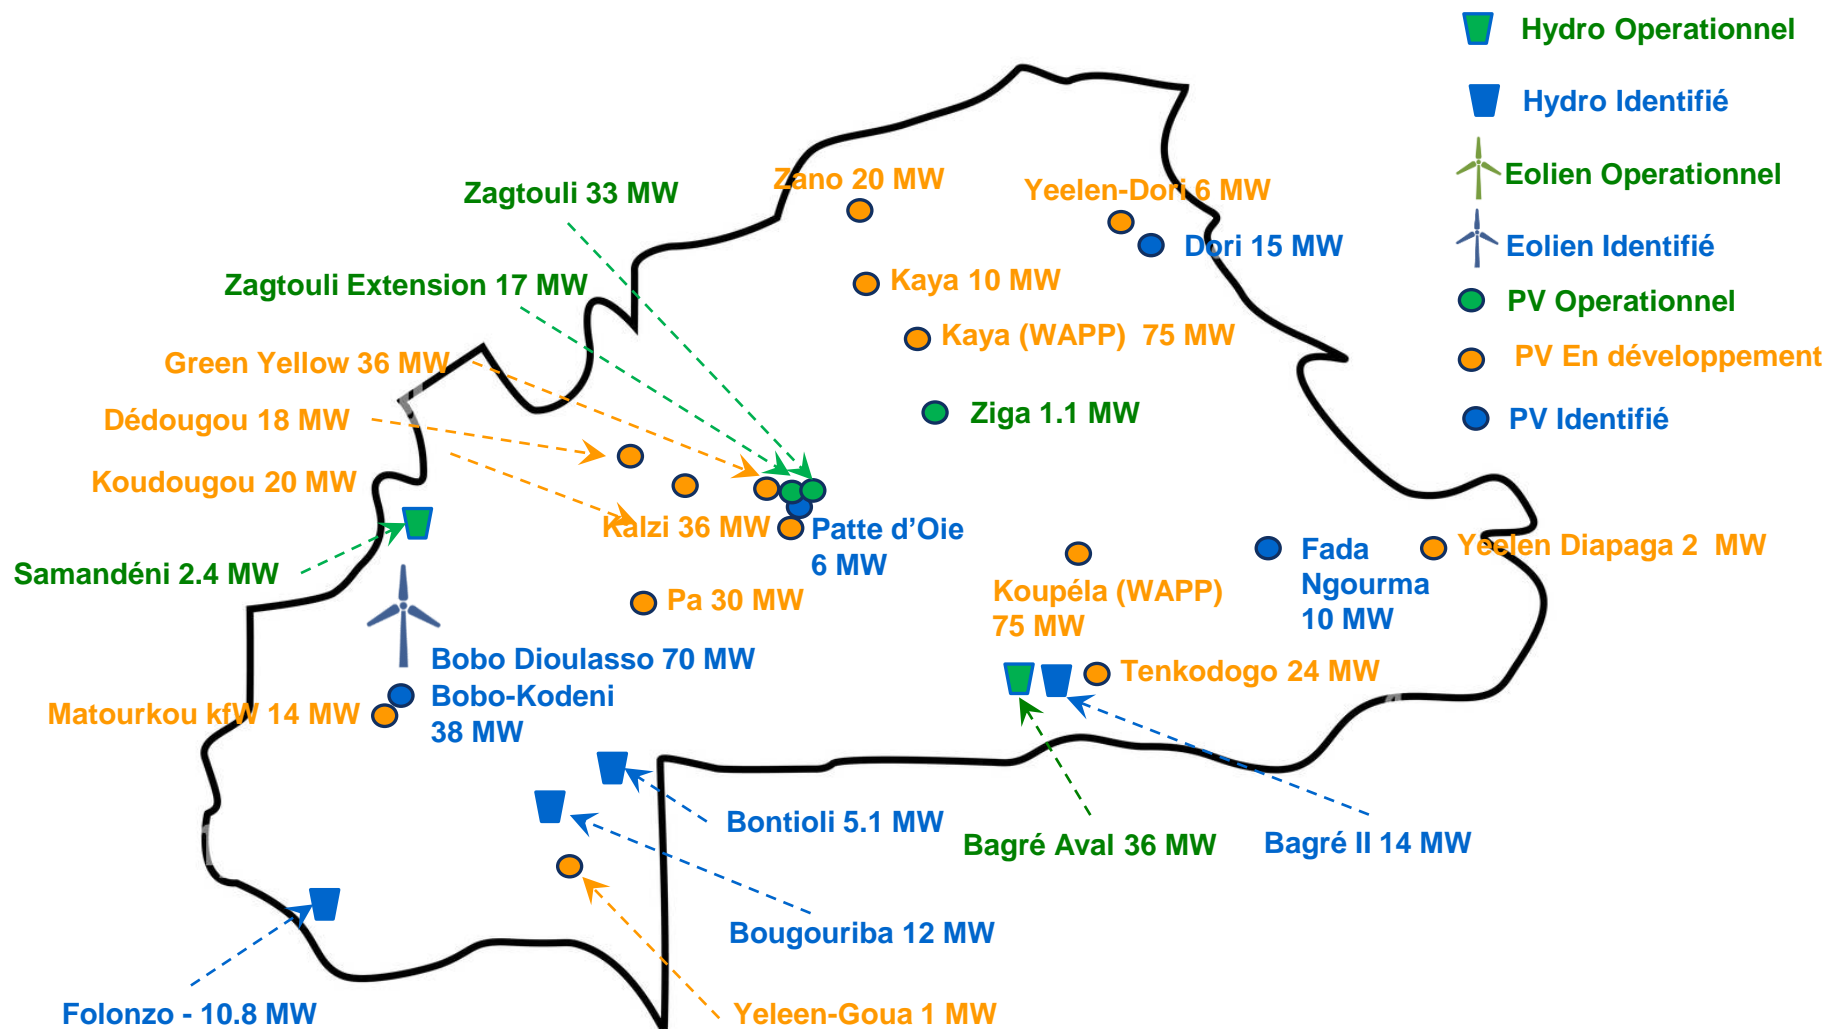 Hydro Operationnel
Hydro Identifié
Eolien Operationnel
Eolien Identifié
PV Operationnel
PV En développement
PV Identifié
Zagtouli 33 MW
Zano 20 MW
Yeelen-Dori 6 MW
Dori 15 MW
Zagtouli Extension 17 MW
Kaya 10 MW
Kaya (WAPP) 75 MW
Green Yellow 36 MW
Dédougou 18 MW
Ziga 1.1 MW
Koudougou 20 MW
Kalzi 36 MW
Patte d'Oie
6 MW
Samandéni 2.4 MW
Fada
Ngourma
10 MW
Yeelen Diapaga 2 MW
Pa 30 MW
Koupéla (WAPP)
75 MW
Bobo Dioulasso 70 MW
Bobo-Kodeni
38 MW
Tenkodogo 24 MW
Matourkou kfW 14 MW
Bontioli 5.1 MW
Bagré Aval 36 MW
Bagré II 14 MW
Bougouriba 12 MW
Folonzo - 10.8 MW
Yeleen-Goua 1 MW